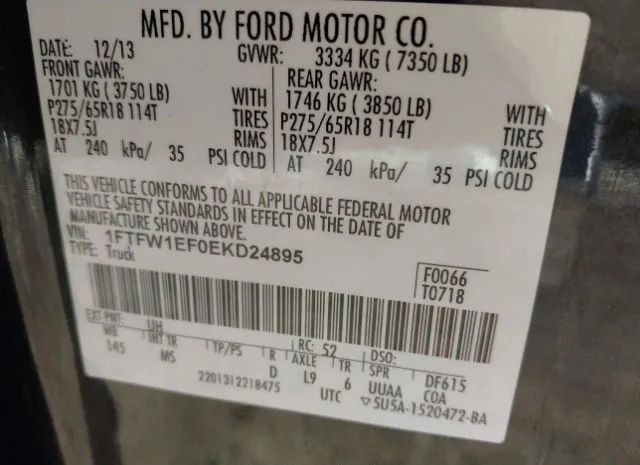 MFD. BY FORD MOTOR CO.
DATE: 12/13 GVWR: 3334 KG ( 7350 LB)
FRONT GAWR: REAR GAWR:
1701 KG ( 3750 LB) WITH 1746 KG ( 3850 LB) WITH
P275/65R18 114T TIRES P275/65R18 114T TIRES
18X7.5J RIMS 18X7.5J RIMS
AT 240 kPa/ 35 PSI COLD AT 240 kPa/ 35 PSI COLD
THIS VEHICLE CONFORMS TO ALL APPLICABLE FEDERAL MOTOR
VEHICLE SAFETY STANDARDS IN EFFECT ON THE DATE OF
MANUFACTURE SHOWN ABOVE.
VIN: 1FTFW1EF0EKD24895
TYPE: Truck
F0066
T0718
EXT PNT: UH RC: 52 DSO:
WB INT TR TP/PS R AXLE TR SPR DF615
145 MS D L9 6 UUAA COA
2201312218475 UTC ▽5U5A-1520472-BA